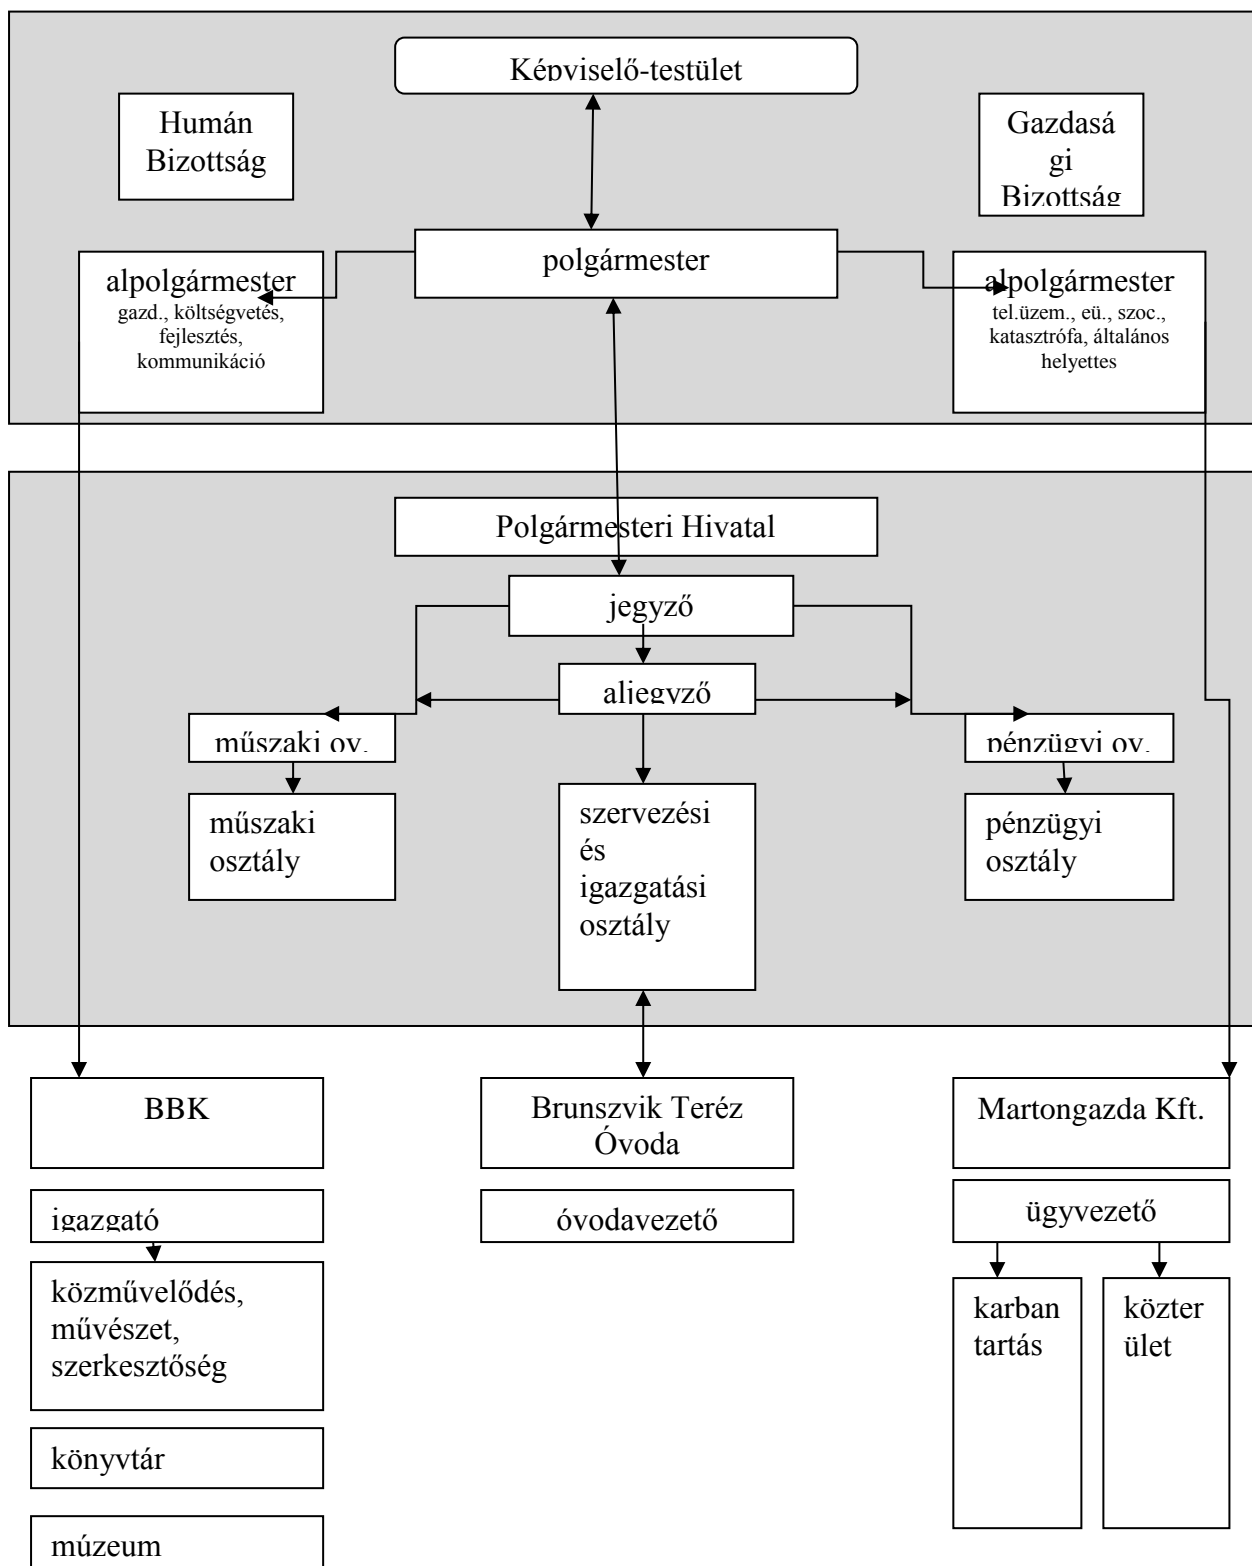 Képviselő-testület
Humán
Bizottság
Gazdasá
gi
Bizottság
polgármester
alpolgármester
gazd., költségvetés,
fejlesztés,
kommunikáció
alpolgármester
tel.üzem., eü., szoc.,
katasztrófa, általános
helyettes
Polgármesteri Hivatal
jegyző
aljegyző
műszaki ov.
pénzügyi ov.
műszaki
osztály
szervezési
és
igazgatási
osztály
pénzügyi
osztály
BBK
Brunszvik Teréz
Óvoda
Martongazda Kft.
igazgató
óvodavezető
ügyvezető
közművelődés,
művészet,
szerkesztőség
karban
tartás
közter
ület
könyvtár
múzeum